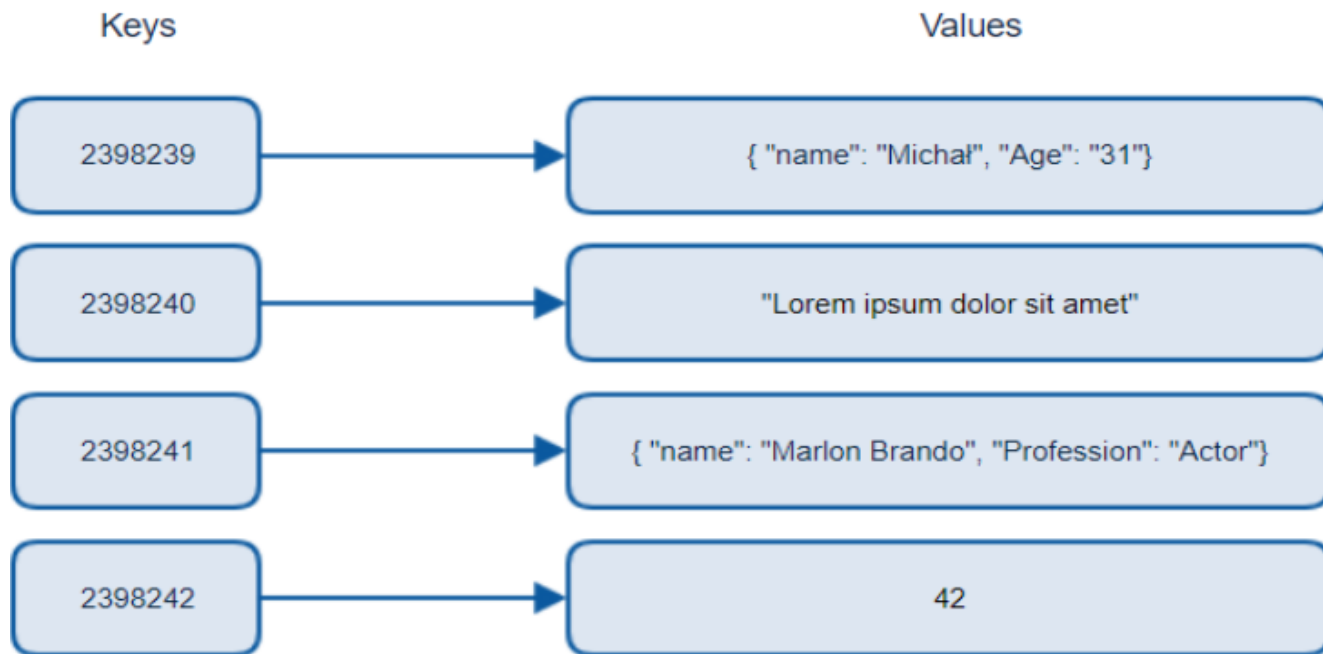 Keys Values
2398239 { "name": "Michał", "Age": "31"}
2398240 "Lorem ipsum dolor sit amet"
2398241 { "name": "Marlon Brando", "Profession": "Actor"}
2398242 42